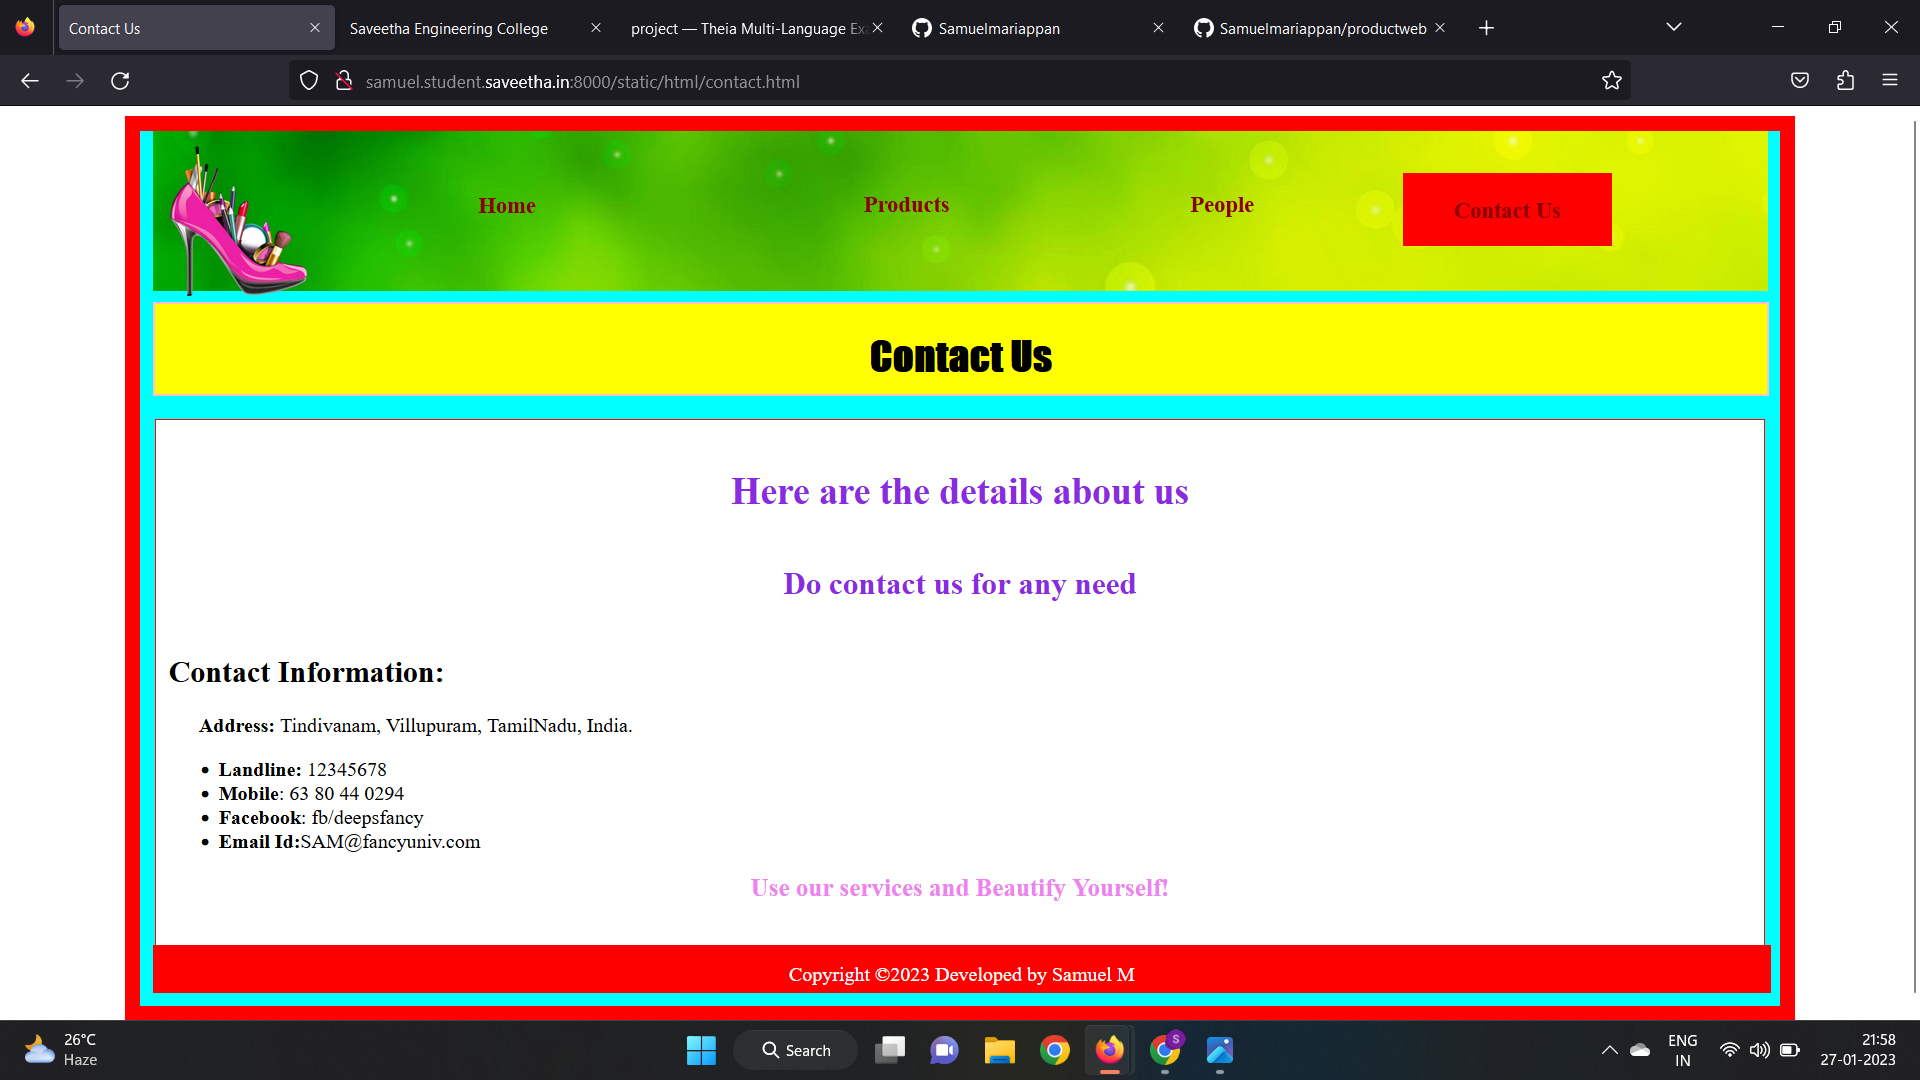 Contact Us
Saveetha Engineering College
project — Theia Multi-Language Exa
Samuelmariappan
Samuelmariappan/productweb
samuel.student.saveetha.in:8000/static/html/contact.html
Home
Products
People
Contact Us
Contact Us
Here are the details about us
Do contact us for any need
Contact Information:
Address: Tindivanam, Villupuram, TamilNadu, India.
• Landline: 12345678
• Mobile: 63 80 44 0294
• Facebook: fb/deepsfancy
• Email Id:SAM@fancyuniv.com
Use our services and Beautify Yourself!
Copyright ©2023 Developed by Samuel M
26°C
Haze
Search
S
ENG
IN
21:58
27-01-2023